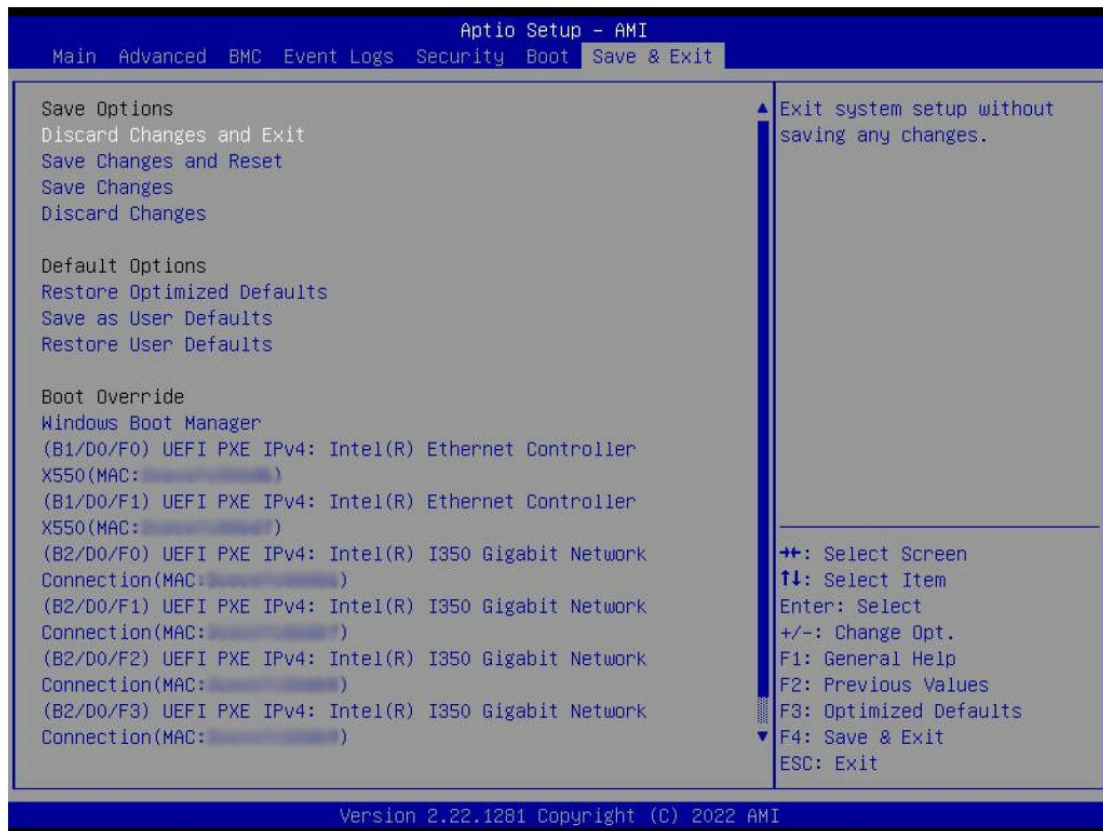 Aptio Setup – AMI
Main Advanced BMC Event Logs Security Boot Save & Exit
Save Options
Discard Changes and Exit
Save Changes and Reset
Save Changes
Discard Changes
Default Options
Restore Optimized Defaults
Save as User Defaults
Restore User Defaults
Boot Override
Windows Boot Manager
(B1/D0/F0) UEFI PXE IPv4: Intel(R) Ethernet Controller
X550(MAC: )
(B1/D0/F1) UEFI PXE IPv4: Intel(R) Ethernet Controller
X550(MAC: )
(B2/D0/F0) UEFI PXE IPv4: Intel(R) I350 Gigabit Network
Connection(MAC: )
(B2/D0/F1) UEFI PXE IPv4: Intel(R) I350 Gigabit Network
Connection(MAC: )
(B2/D0/F2) UEFI PXE IPv4: Intel(R) I350 Gigabit Network
Connection(MAC: )
(B2/D0/F3) UEFI PXE IPv4: Intel(R) I350 Gigabit Network
Connection(MAC: )
Exit system setup without
saving any changes.
→←: Select Screen
↑↓: Select Item
Enter: Select
+/-: Change Opt.
F1: General Help
F2: Previous Values
F3: Optimized Defaults
F4: Save & Exit
ESC: Exit
Version 2.22.1281 Copyright (C) 2022 AMI